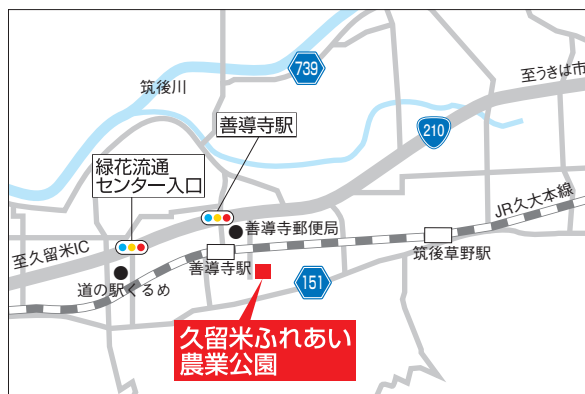 739
至うきは市
筑後川
善導寺駅
210
緑花流通
センター入口
JR久大本線
善導寺郵便局
至久留米IC
筑後草野駅
善導寺駅
道の駅くるめ
151
久留米ふれあい
農業公園